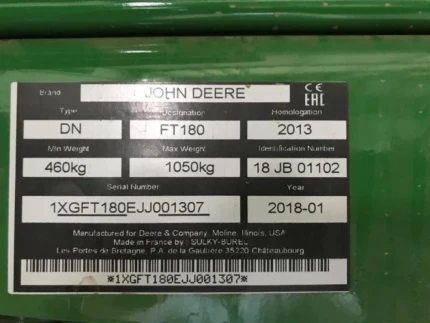 Brand JOHN DEERE CE
EAC
Type Designation Homologation
DN FT180 2013
Min Weight Max Weight Identification Number
460kg 1050kg 18 JB 01102
Serial Number Year
1XGFT180EJJ001307 2018-01
Manufactured for Deere & Company, Moline, Illinois, USA
Made in France by : SULKY-BUREL
Les Portes de Bretagne, P.A. de la Gaultière 35220 Châteaubourg
*1XGFT180EJJ001307*